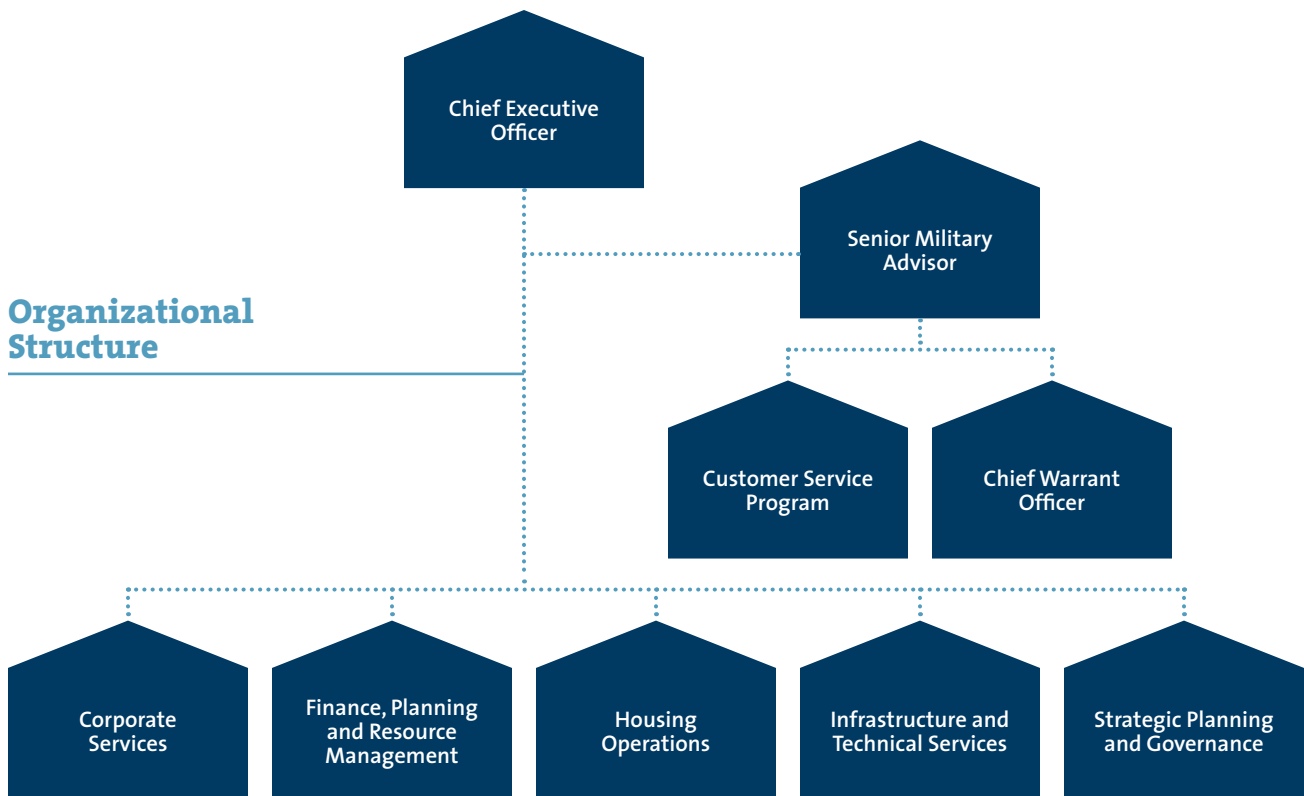 Chief Executive
Officer
Senior Military
Advisor
Organizational
Structure
Customer Service
Program
Chief Warrant
Officer
Corporate
Services
Finance, Planning
and Resource
Management
Housing
Operations
Infrastructure and
Technical Services
Strategic Planning
and Governance